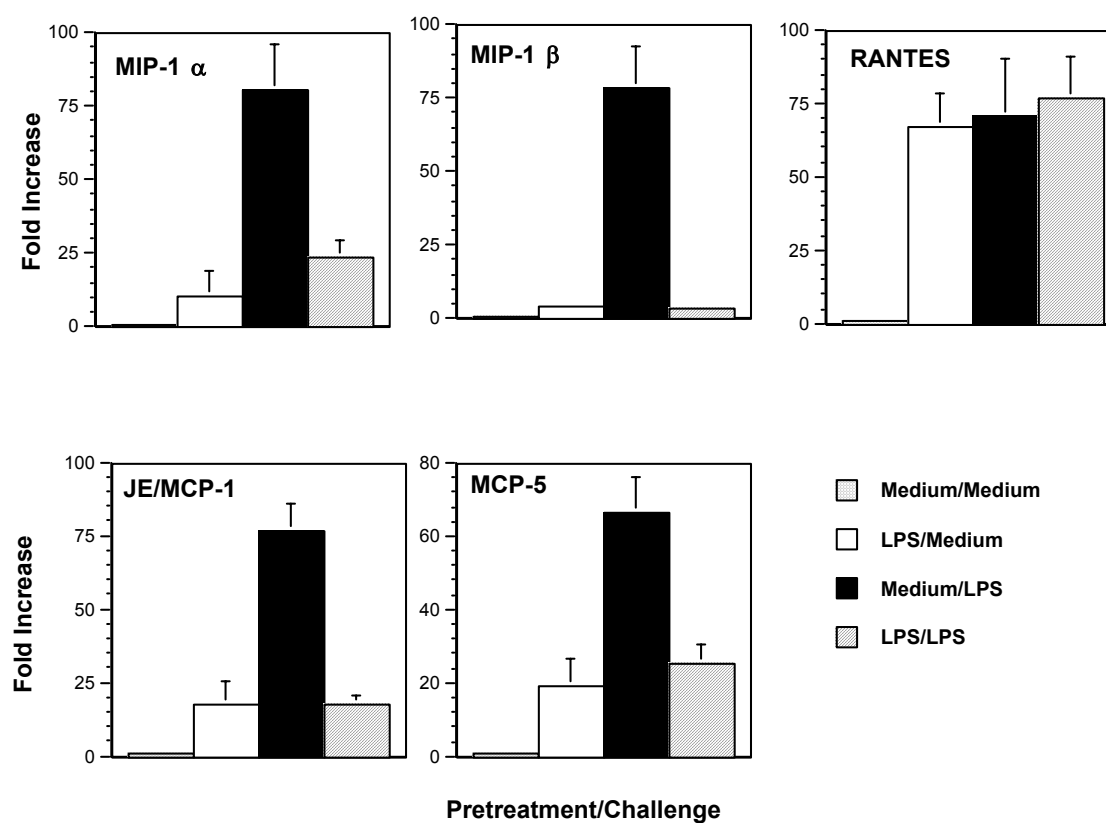 MIP-1 α
100
75
50
25
0
Fold Increase
MIP-1 β
100
75
50
25
0
RANTES
100
75
50
25
0
JE/MCP-1
100
75
50
25
0
Fold Increase
MCP-5
80
60
40
20
0
Medium/Medium
LPS/Medium
Medium/LPS
LPS/LPS
Pretreatment/Challenge